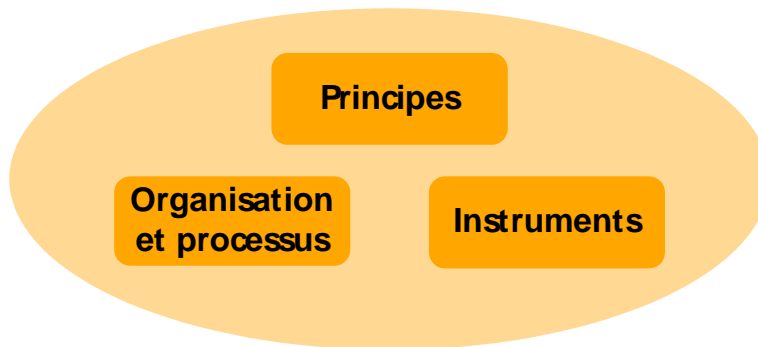 Principes
Organisation
et processus
Instruments